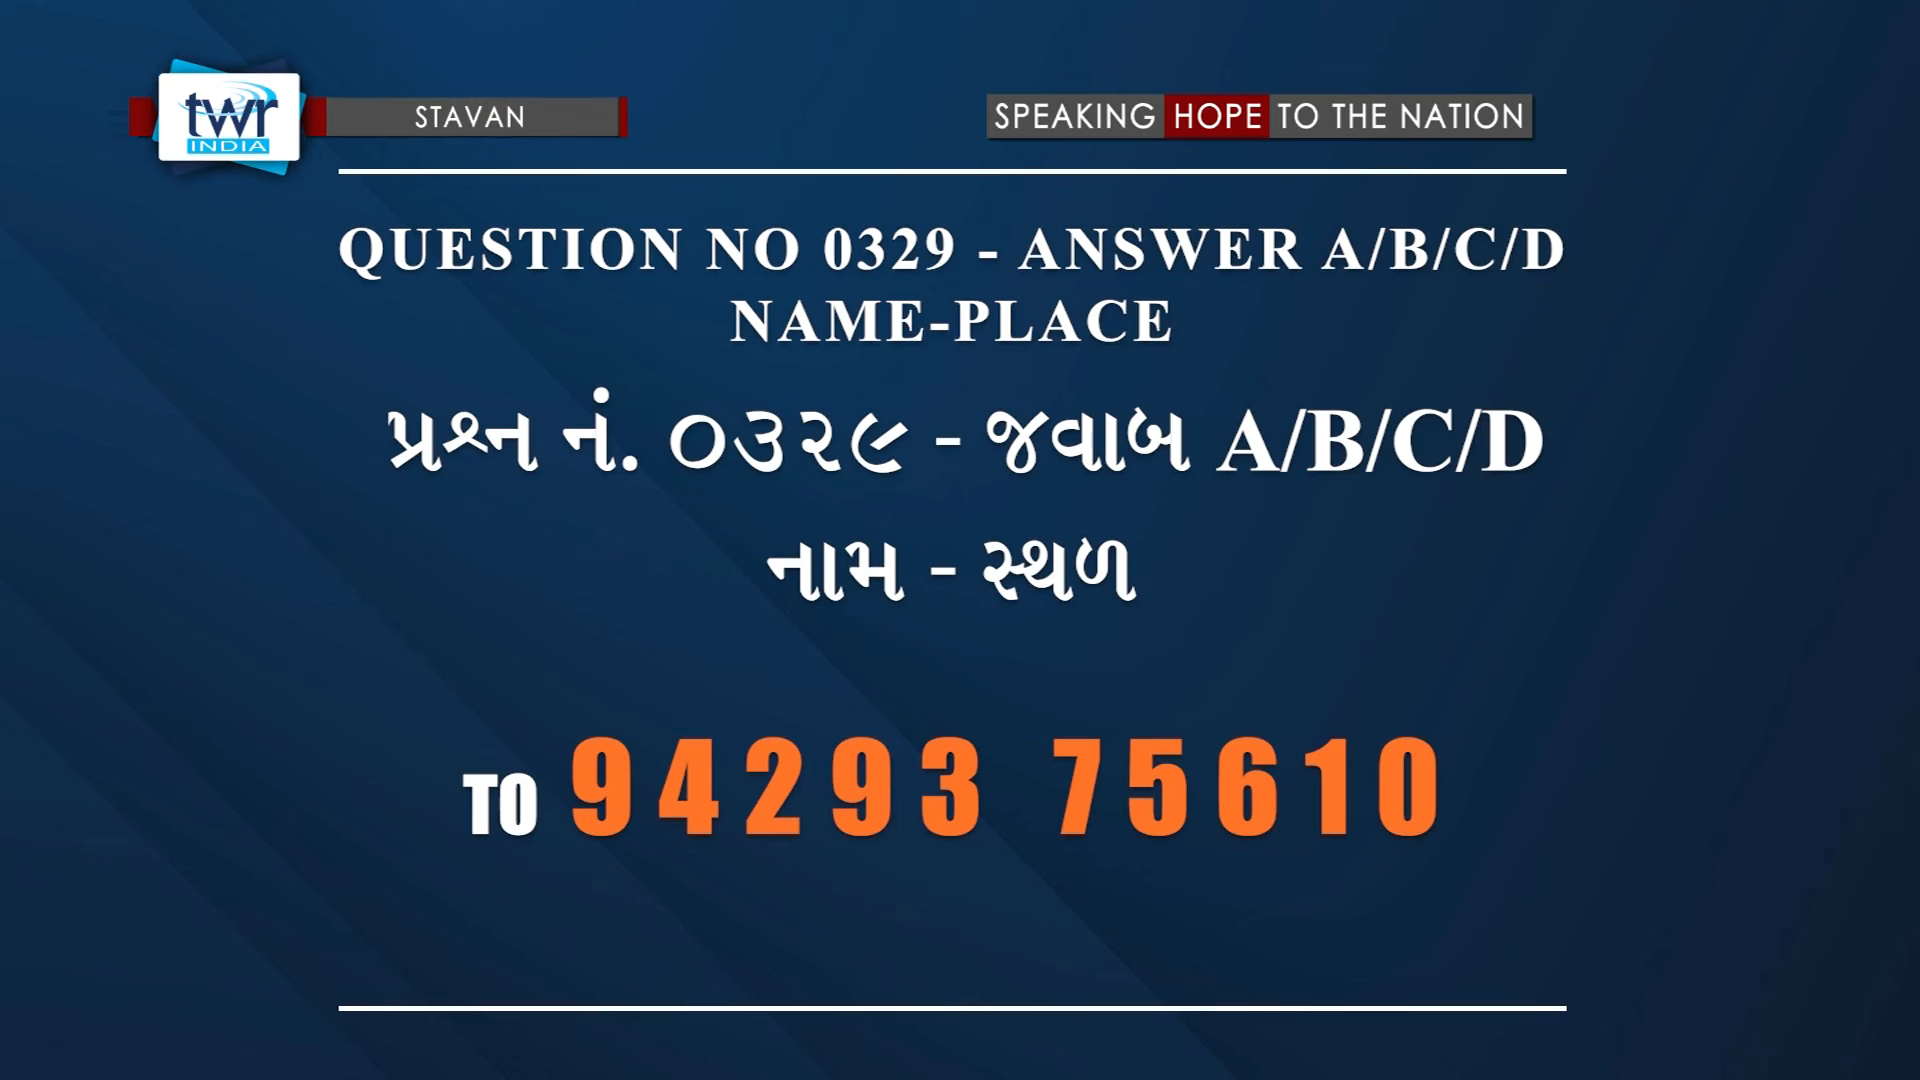 twr
INDIA
STAVAN
SPEAKING HOPE TO THE NATION
QUESTION NO 0329 - ANSWER A/B/C/D
NAME-PLACE
પ્રશ્ન નં. ૦૩૨૯ - જવાબ A/B/C/D
નામ - સ્થળ
TO 94293 75610